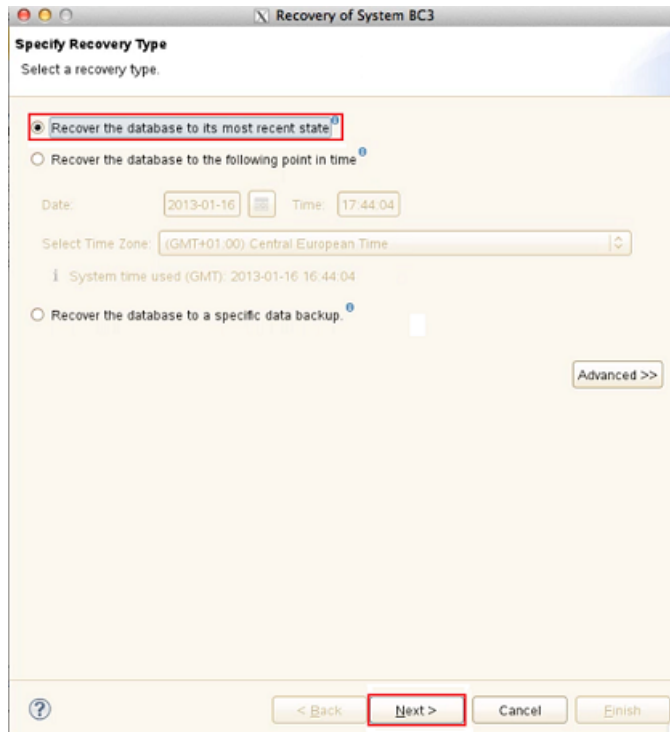 Recovery of System BC3
Specify Recovery Type
Select a recovery type.
Recover the database to its most recent state
Recover the database to the following point in time
Date: 2013-01-16 Time: 17:44:04
Select Time Zone: (GMT+01:00) Central European Time
i System time used (GMT): 2013-01-16 16:44:04
Recover the database to a specific data backup.
Advanced >>
? < Back Next > Cancel Finish